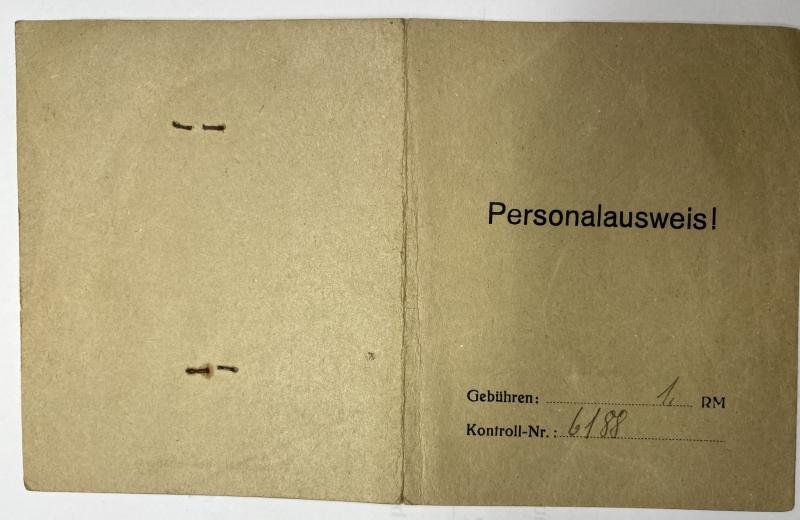 Personalausweis!
Gebühren: 1, RM
Kontroll-Nr.: 6188